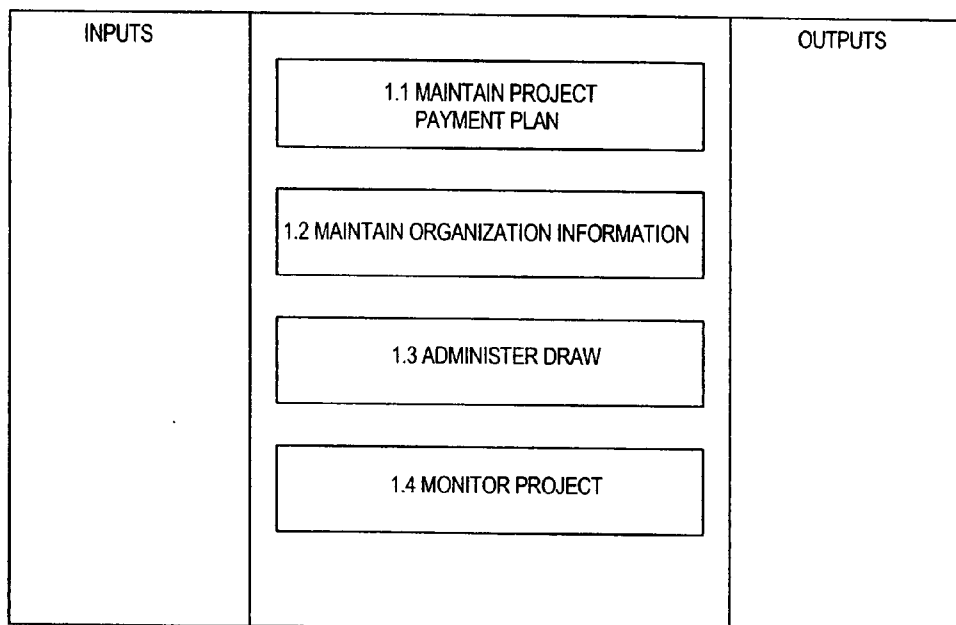 INPUTS
OUTPUTS
1.1 MAINTAIN PROJECT
PAYMENT PLAN
1.2 MAINTAIN ORGANIZATION INFORMATION
1.3 ADMINISTER DRAW
1.4 MONITOR PROJECT